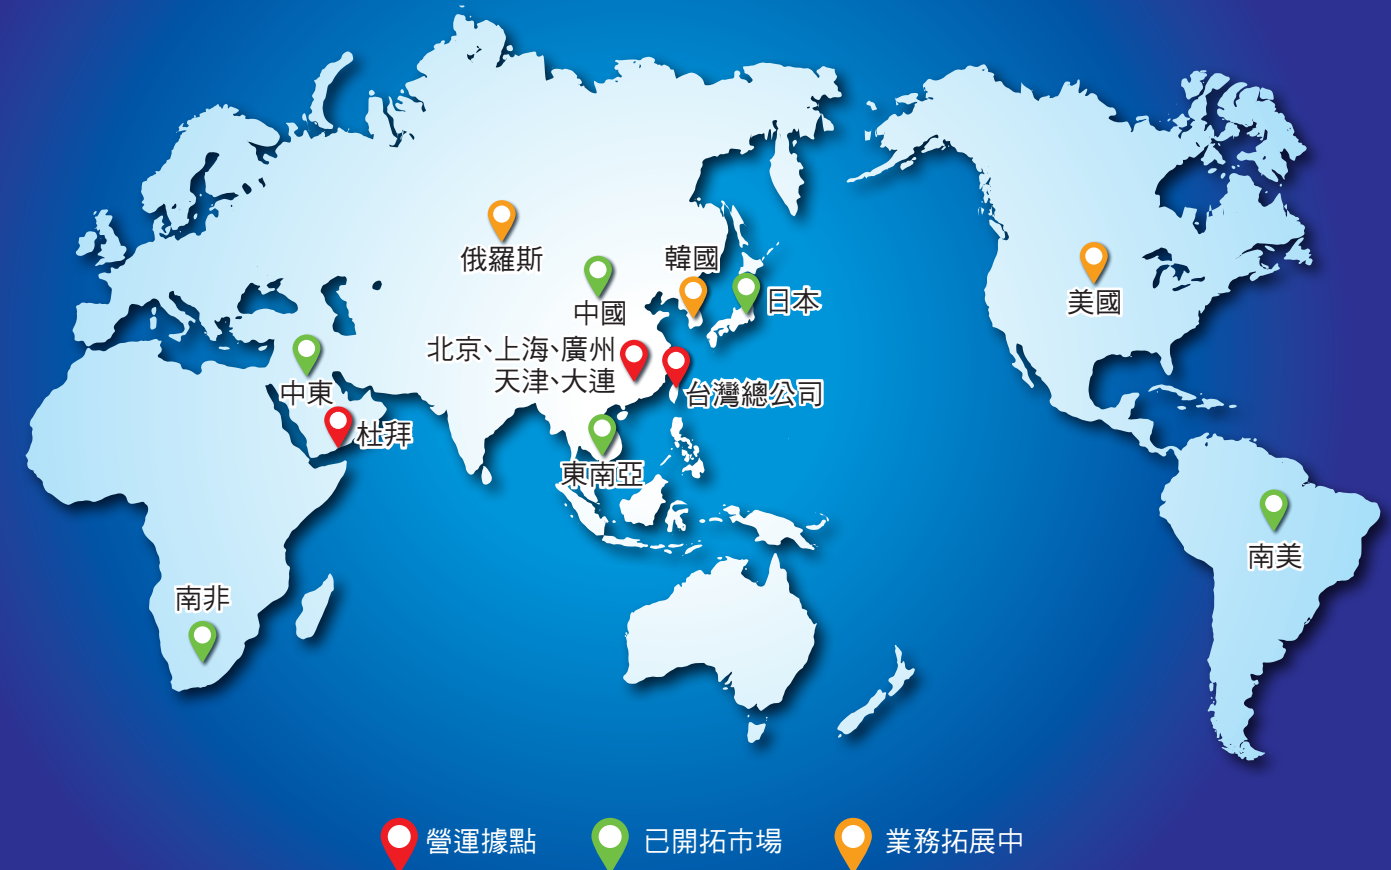 俄羅斯
韓國
中國
日本
美國
北京、上海、廣州
天津、大連
中東
台灣總公司
杜拜
東南亞
南美
南非
營運據點
已開拓市場
業務拓展中